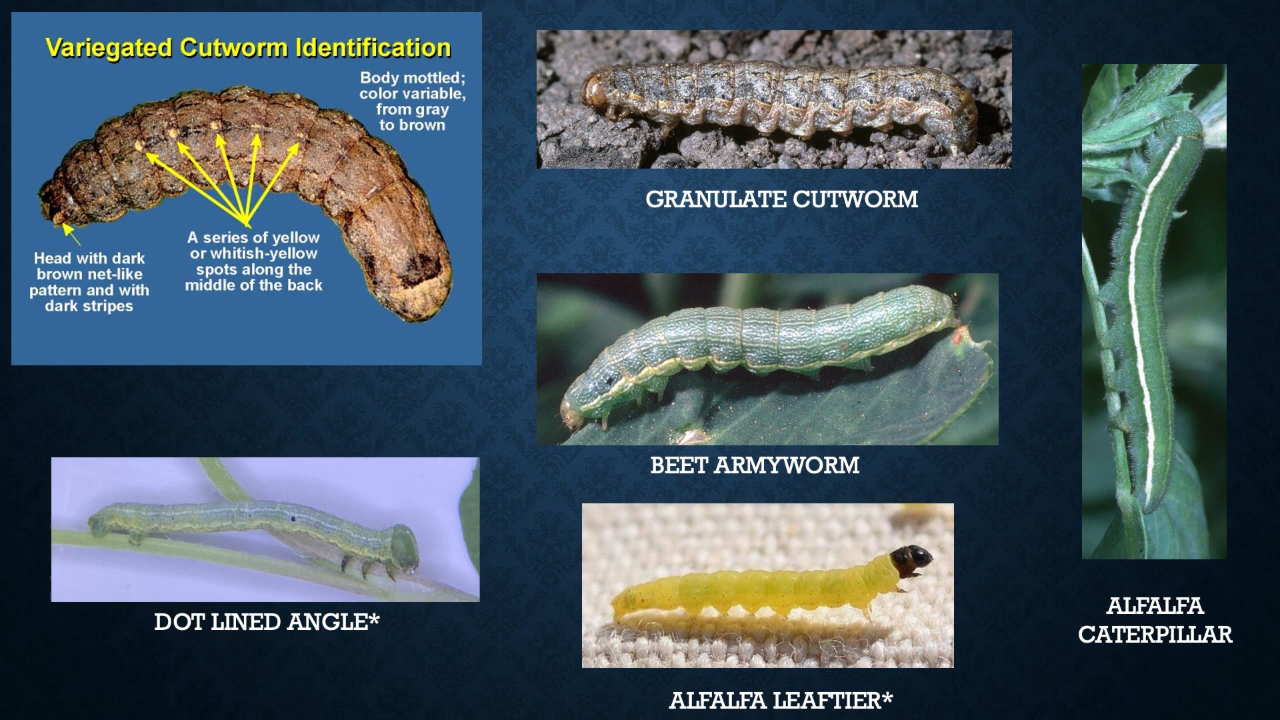 Variegated Cutworm Identification
Body mottled;
color variable,
from gray
to brown
Head with dark
brown net-like
pattern and with
dark stripes
A series of yellow
or whitish-yellow
spots along the
middle of the back
GRANULATE CUTWORM
BEET ARMYWORM
DOT LINED ANGLE*
ALFALFA LEAFTIER*
ALFALFA
CATERPILLAR